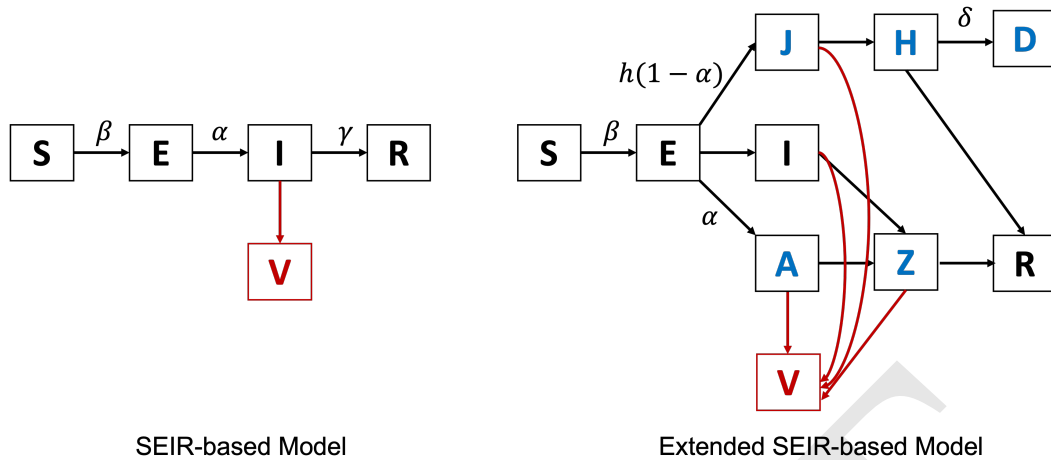 S β E α I γ R
V
SEIR-based Model
J H δ D
h(1 − α)
S β E I
α
A Z R
V
Extended SEIR-based Model